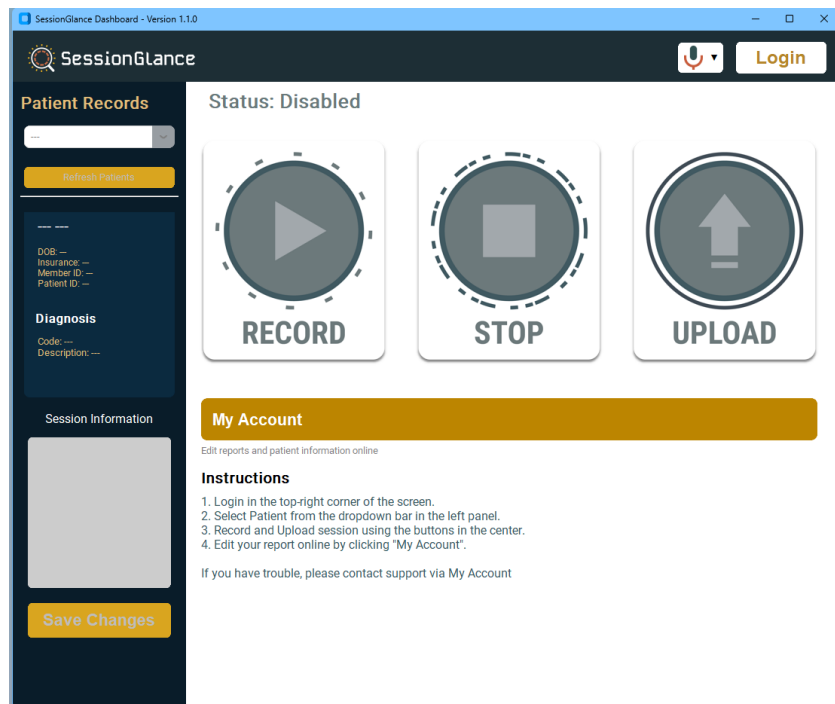 SessionGlance Dashboard - Version 1.1.0
SessionGlance
Login
Patient Records
---
Refresh Patients
--- ---
DOB: ---
Insurance: ---
Member ID: ---
Patient ID: ---
Diagnosis
Code: ---
Description: ---
Session Information
Save Changes
Status: Disabled
RECORD
STOP
UPLOAD
My Account
Edit reports and patient information online
Instructions
1. Login in the top-right corner of the screen.
2. Select Patient from the dropdown bar in the left panel.
3. Record and Upload session using the buttons in the center.
4. Edit your report online by clicking "My Account".
If you have trouble, please contact support via My Account